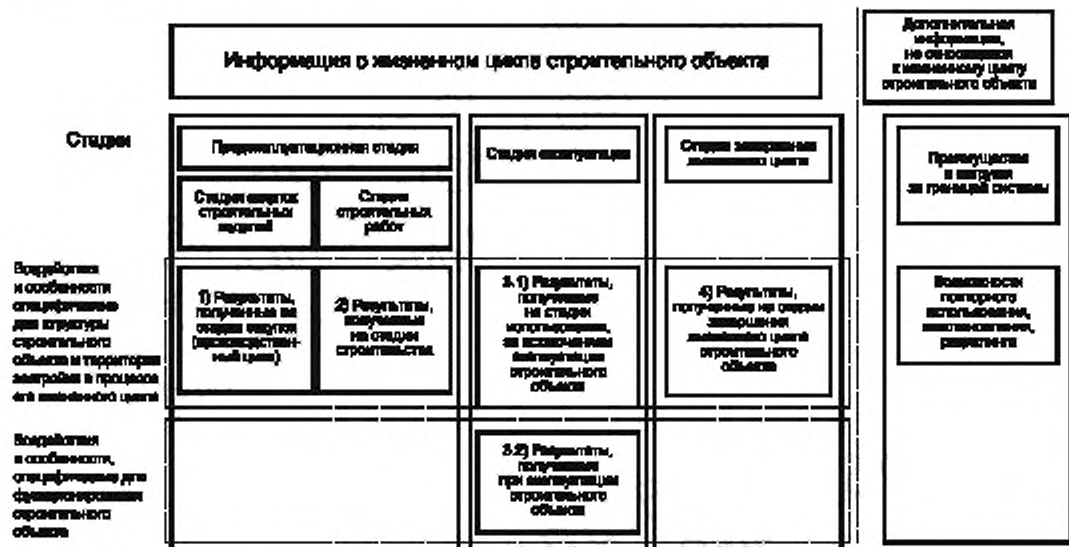 Информация о жизненном цикле строительного объекта
Дополнительная
информация,
не относящаяся
к жизненному циклу
строительного объекта
Стадии
Предэксплуатационная стадия
Стадия эксплуатации
Стадия завершения
жизненного цикла
Преимущества
и нагрузки
за границей системы
Стадия закупок
строительных
изделий
Стадия
строительных
работ
Воздействия
и особенности
специфические
для структуры
строительного
объекта и территории
застройки в процессе
его жизненного цикла
1) Результаты,
полученные на
стадии закупок
(производствен-
ный цикл)
2) Результаты,
получаемые
на стадии
строительства
3.1) Результаты,
получаемые
на стадии
использования,
за исключением
эксплуатации
строительного
объекта
4) Результаты,
полученные на стадии
завершения
жизненного цикла
строительного
объекта
Возможности
повторного
использования,
восстановления,
рециклинга
Воздействия
и особенности,
специфические для
функционирования
строительного
объекта
3.2) Результаты,
получаемые
при эксплуатации
строительного
объекта